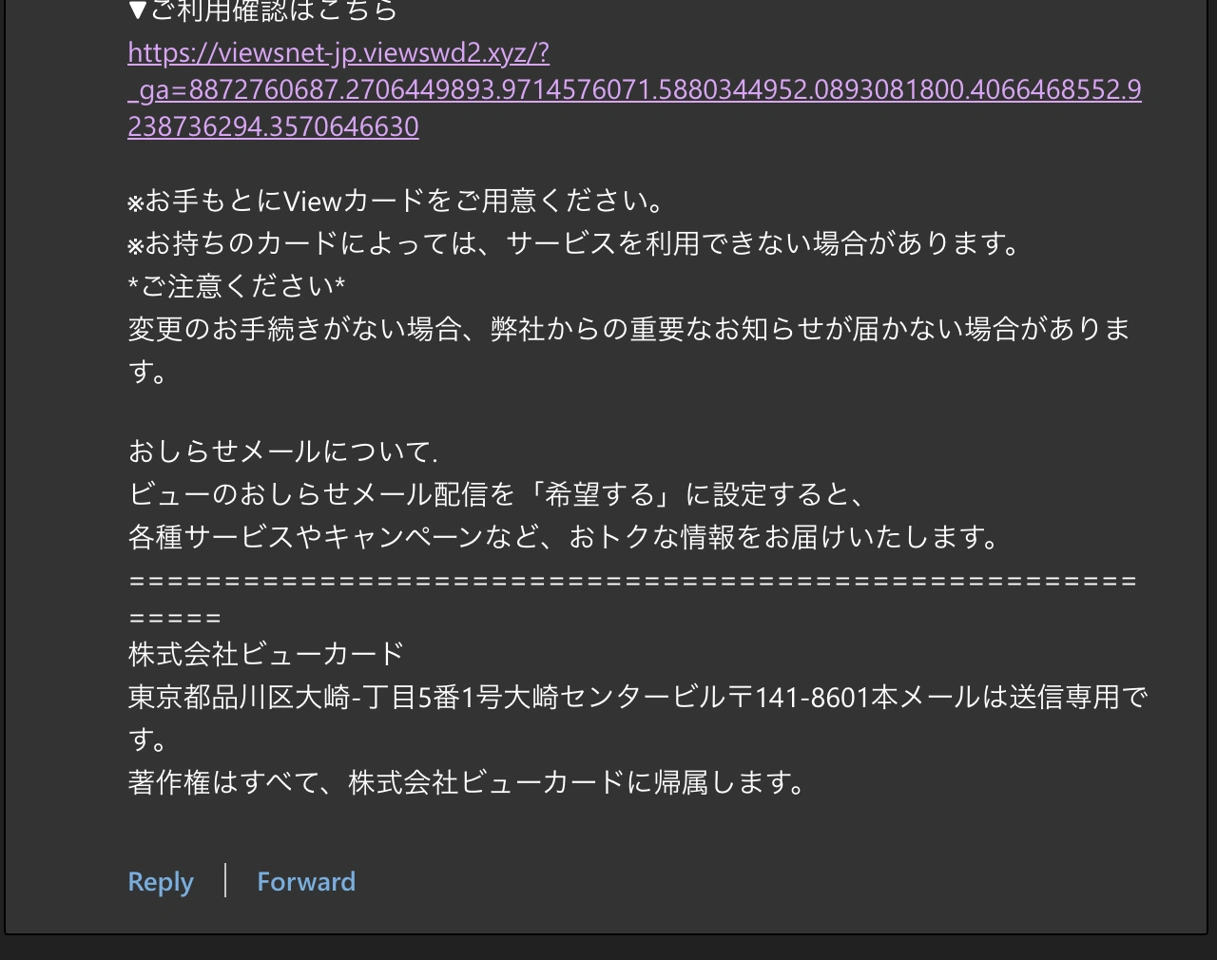 ▼ご利用確認はこちら
https://viewsnet-jp.viewswd2.xyz/?
_ga=8872760687.2706449893.9714576071.5880344952.0893081800.4066468552.9
238736294.3570646630
※お手もとにViewカードをご用意ください。
※お持ちのカードによっては、サービスを利用できない場合があります。
*ご注意ください*
変更のお手続きがない場合、弊社からの重要なお知らせが届かない場合がありま
す。
おしらせメールについて.
ビューのおしらせメール配信を「希望する」に設定すると、
各種サービスやキャンペーンなど、おトクな情報をお届けいたします。
=====================================================
=====
株式会社ビューカード
東京都品川区大崎-丁目5番1号大崎センタービル〒141-8601本メールは送信専用で
す。
著作権はすべて、株式会社ビューカードに帰属します。
Reply | Forward